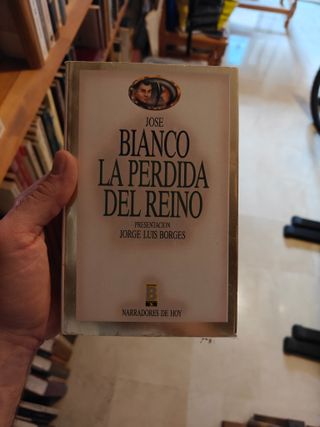 JOSE
BIANCO
LA PERDIDA
DEL REINO
PRESENTACION
JORGE LUIS BORGES
B
NARRADORES DE HOY